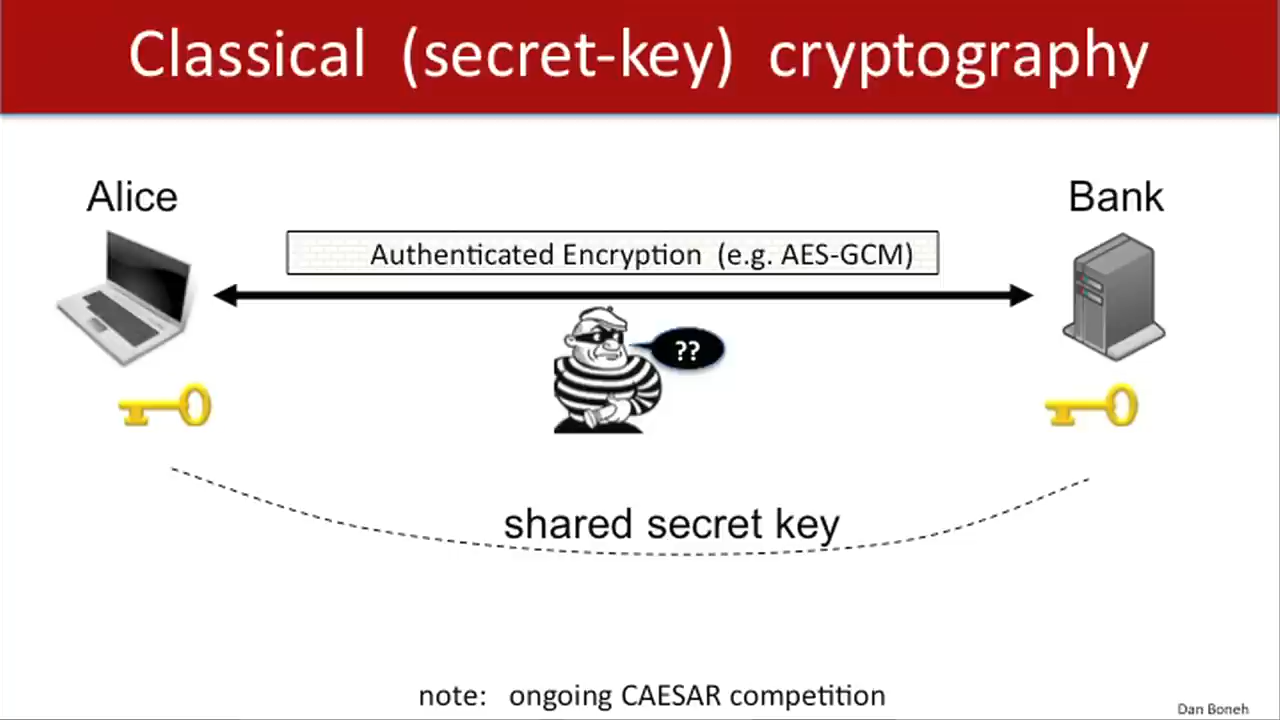 Classical (secret-key) cryptography
Alice
Bank
Authenticated Encryption (e.g. AES-GCM)
??
shared secret key
note: ongoing CAESAR competition
Dan Boneh